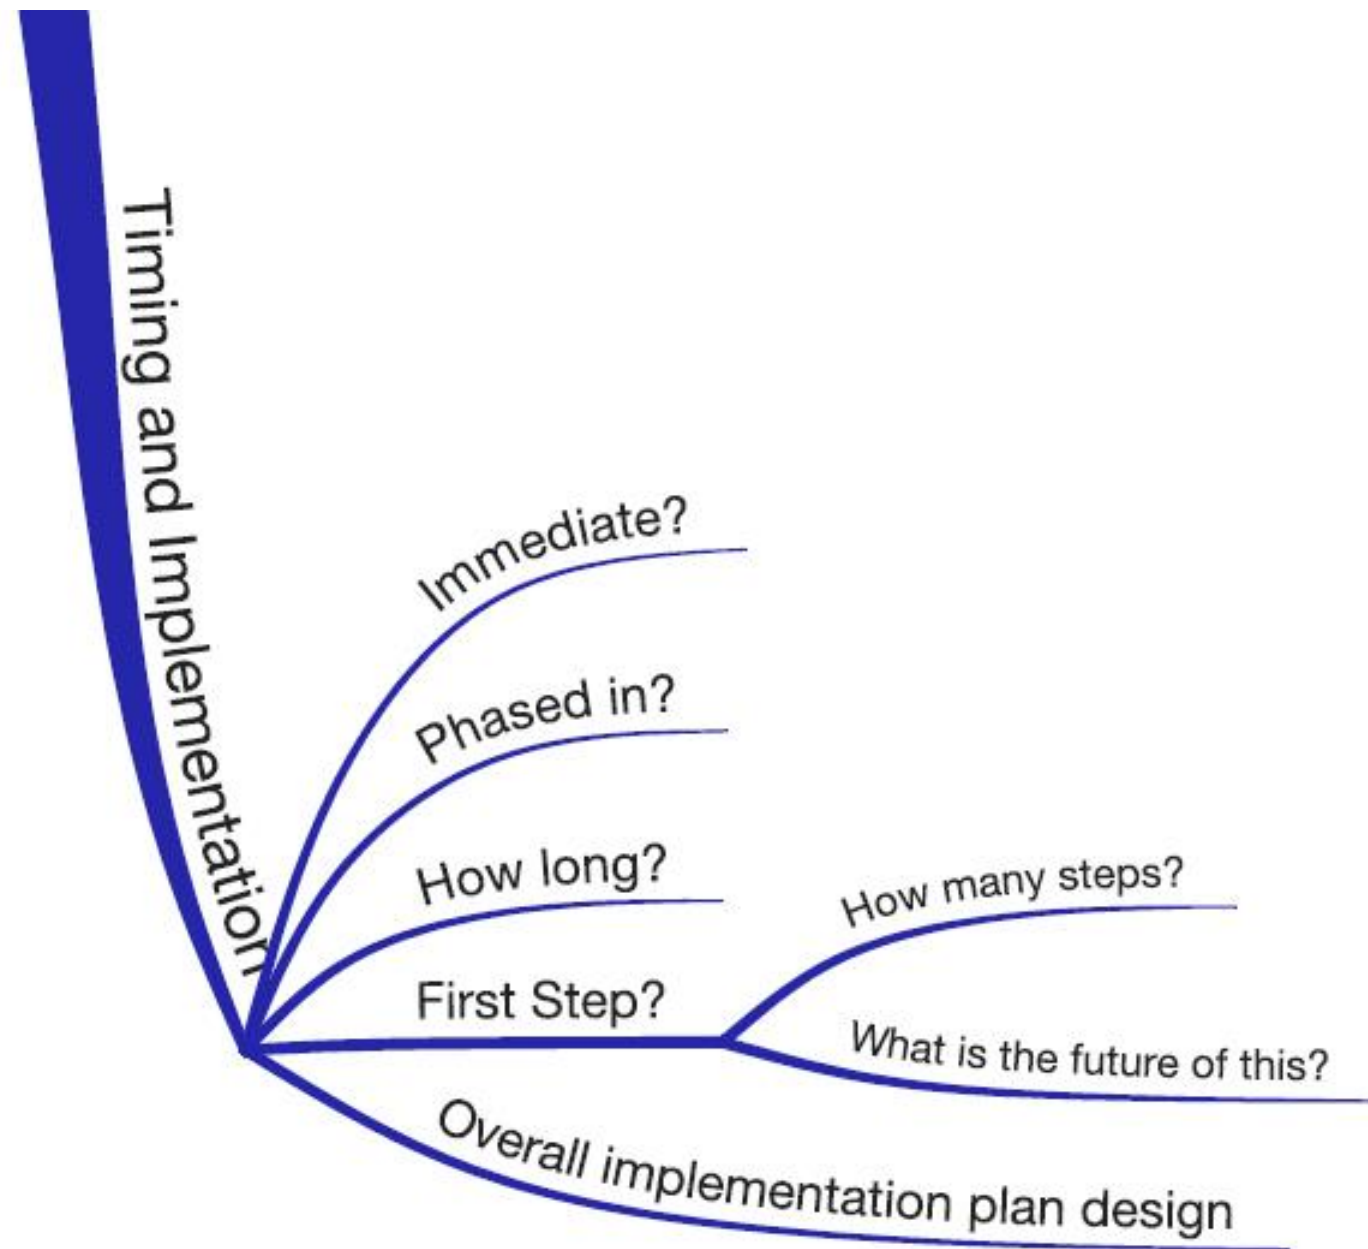 Timing and Implementation
Immediate?
Phased in?
How long?
First Step?
How many steps?
What is the future of this?
Overall implementation plan design